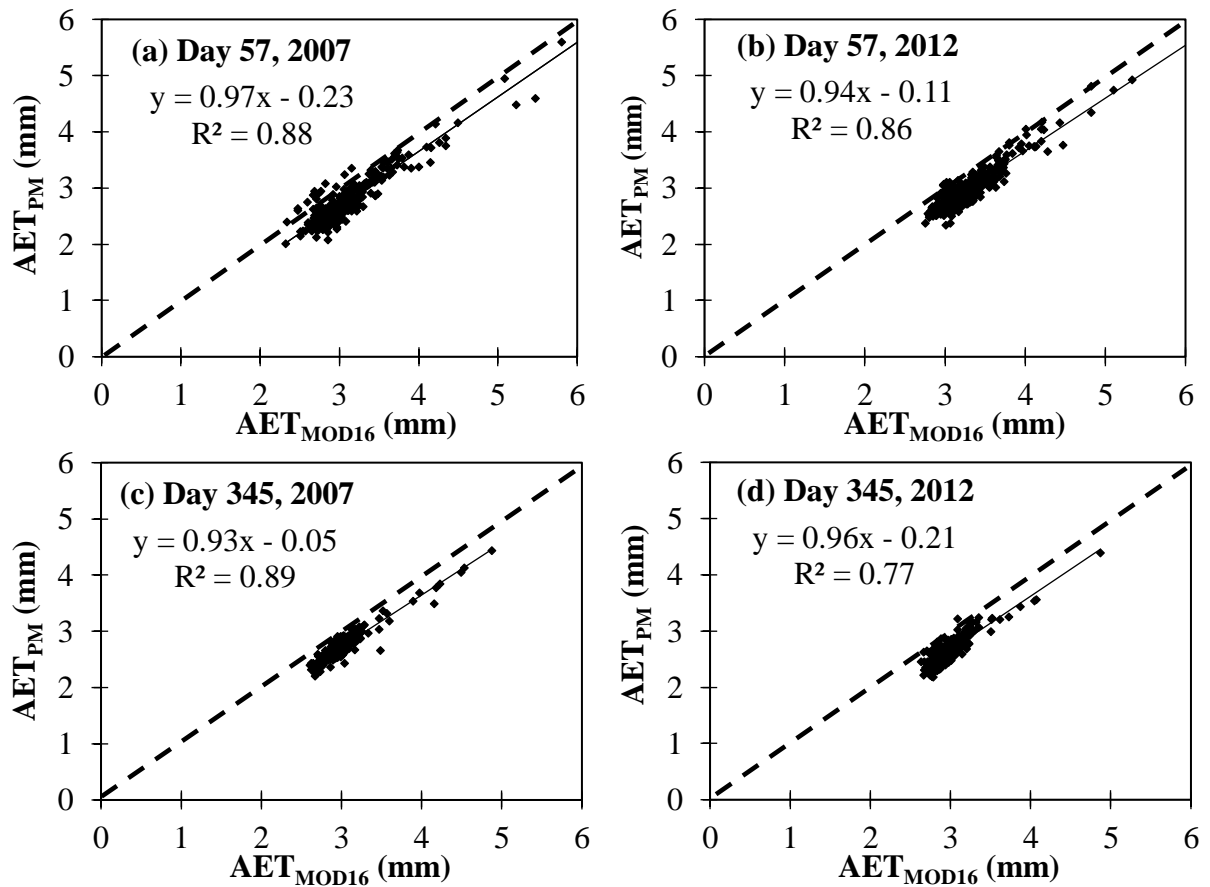 (a) Day 57, 2007
y = 0.97x - 0.23
R² = 0.88
AET_PM (mm)
6
5
4
3
2
1
0
0 1 2 3 4 5 6
AET_MOD16 (mm)
(b) Day 57, 2012
y = 0.94x - 0.11
R² = 0.86
AET_PM (mm)
6
5
4
3
2
1
0
0 1 2 3 4 5 6
AET_MOD16 (mm)
(c) Day 345, 2007
y = 0.93x - 0.05
R² = 0.89
AET_PM (mm)
6
5
4
3
2
1
0
0 1 2 3 4 5 6
AET_MOD16 (mm)
(d) Day 345, 2012
y = 0.96x - 0.21
R² = 0.77
AET_PM (mm)
6
5
4
3
2
1
0
0 1 2 3 4 5 6
AET_MOD16 (mm)